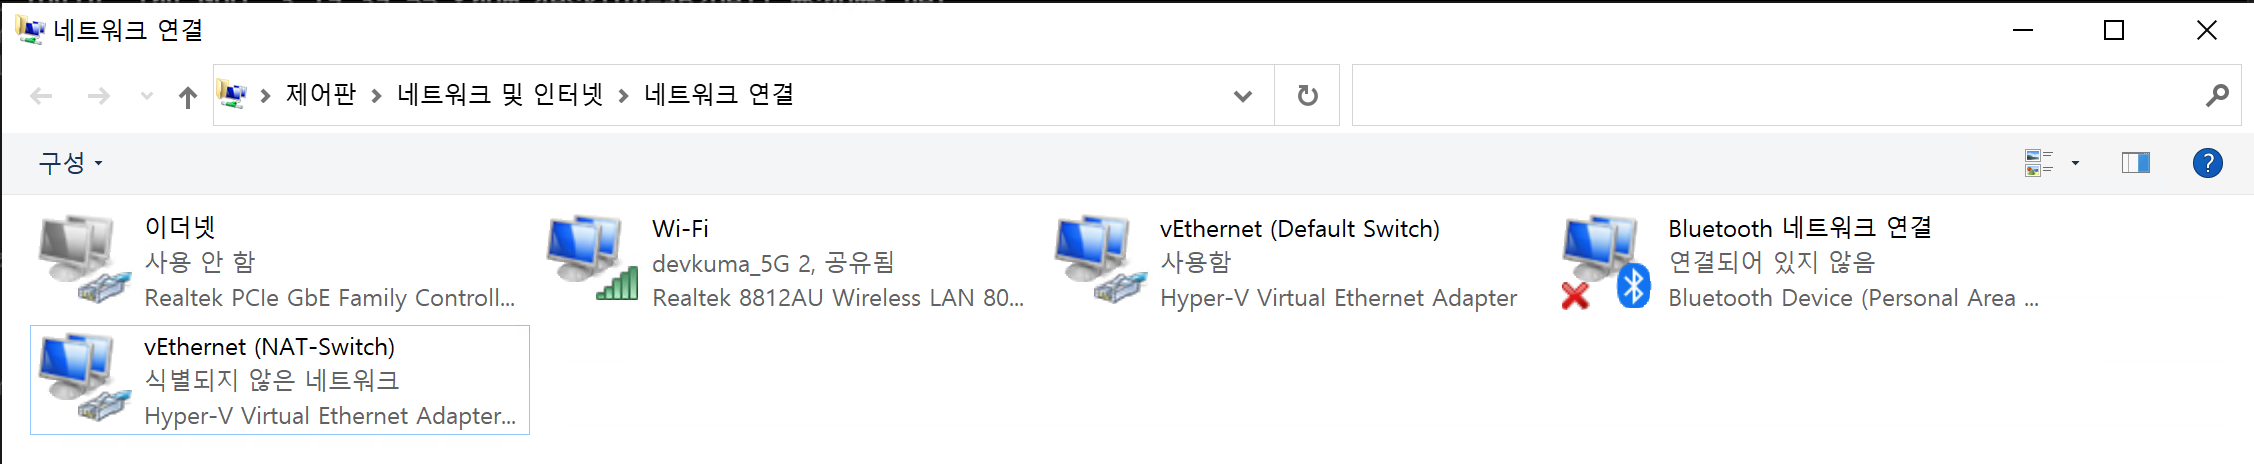 네트워크 연결
제어판 > 네트워크 및 인터넷 > 네트워크 연결
구성
이더넷
사용 안 함
Realtek PCIe GbE Family Controll...
Wi-Fi
devkuma_5G 2, 공유됨
Realtek 8812AU Wireless LAN 80...
vEthernet (Default Switch)
사용함
Hyper-V Virtual Ethernet Adapter
Bluetooth 네트워크 연결
연결되어 있지 않음
Bluetooth Device (Personal Area ...
vEthernet (NAT-Switch)
식별되지 않은 네트워크
Hyper-V Virtual Ethernet Adapter...